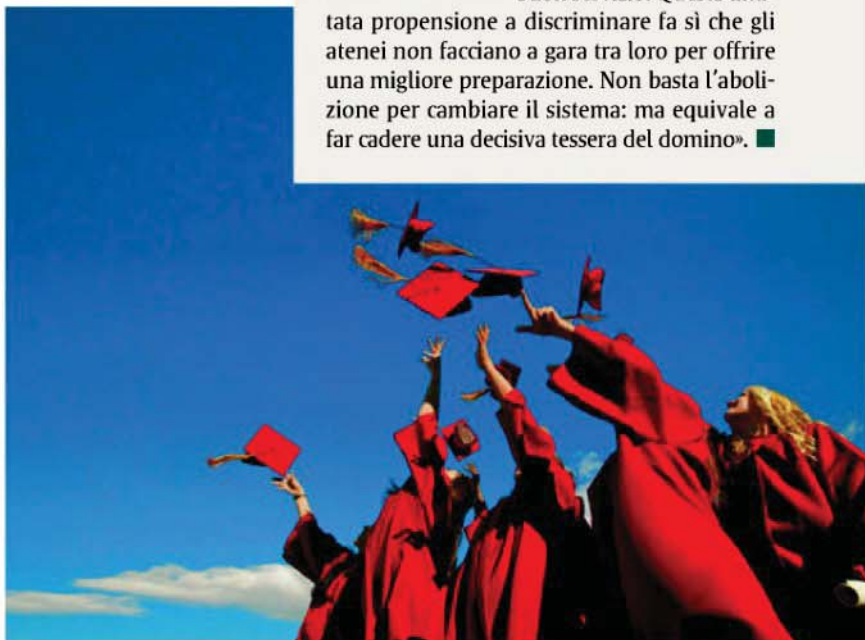 tata propensione a discriminare fa sì che gli
atenei non facciano a gara tra loro per offrire
una migliore preparazione. Non basta l'aboli-
zione per cambiare il sistema: ma equivale a
far cadere una decisiva tessera del domino».